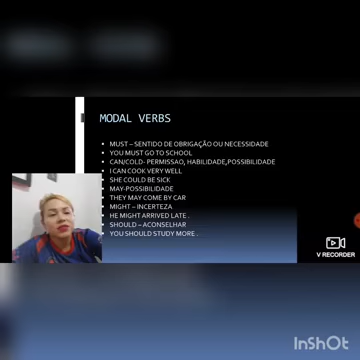 MODAL VERBS
MUST – SENTIDO DE OBRIGAÇÃO OU NECESSIDADE
YOU MUST GO TO SCHOOL
CAN/COLD- PERMISSAO, HABILIDADE,POSSIBILIDADE
I CAN COOK VERY WELL
SHE COULD BE SICK
MAY-POSSIBILIDADE
THEY MAY COME BY CAR
MIGHT – INCERTEZA
HE MIGHT ARRIVED LATE .
SHOULD – ACONSELHAR
YOU SHOULD STUDY MORE .
V RECORDER
InShOt